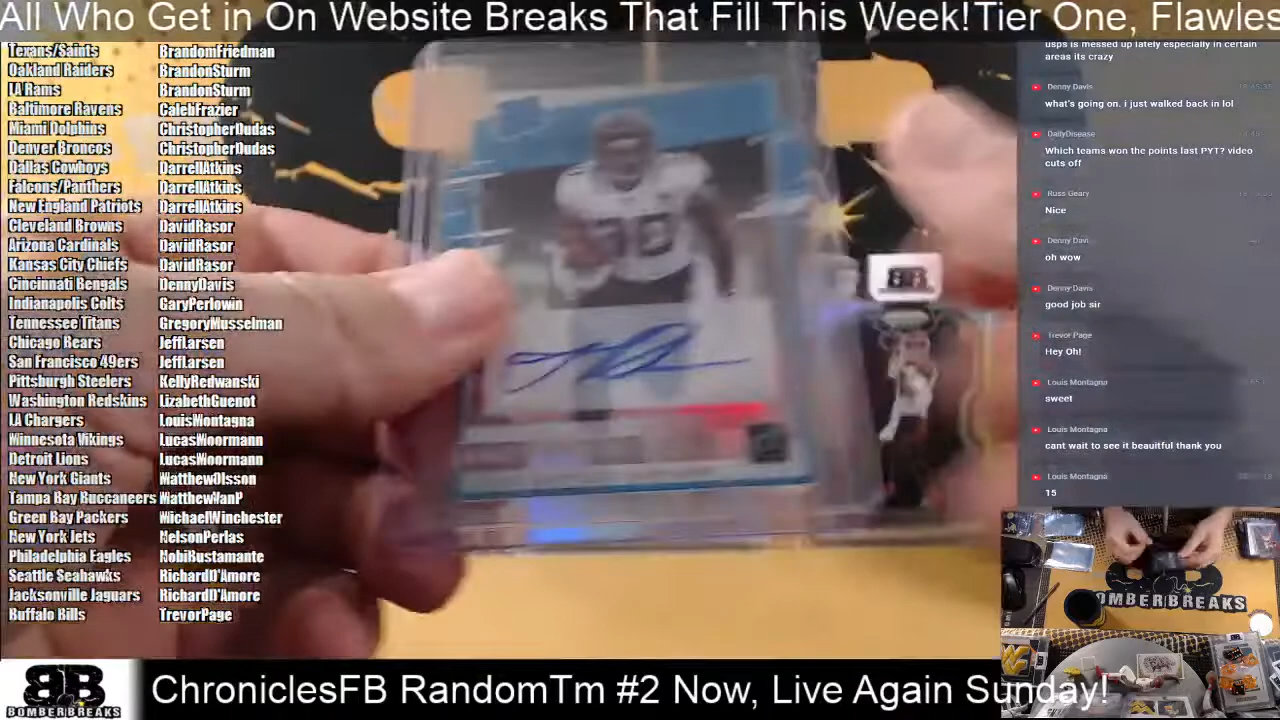 All Who Get in On Website Breaks That Fill This Week!Tier One, Flawles
Texans/Saints BrandomFriedman
Oakland Raiders BrandonSturm
LA Rams BrandonSturm
Baltimore Ravens CalebFrazier
Miami Dolphins ChristopherDudas
Denver Broncos ChristopherDudas
Dallas Cowboys DarrellAtkins
Falcons/Panthers DarrellAtkins
New England Patriots DarrellAtkins
Cleveland Browns DavidRasor
Arizona Cardinals DavidRasor
Kansas City Chiefs DavidRasor
Cincinnati Bengals DennyDavis
Indianapolis Colts GaryPerlowin
Tennessee Titans GregoryMusselman
Chicago Bears JeffLarsen
San Francisco 49ers JeffLarsen
Pittsburgh Steelers KellyRedwanski
Washington Redskins LizabethGuenot
LA Chargers LouisMontagna
Minnesota Vikings LucasWoormann
Detroit Lions LucasWoormann
New York Giants MatthewOlsson
Tampa Bay Buccaneers MatthewVanP
Green Bay Packers MichaelWinchester
New York Jets NelsonPerlas
Philadelphia Eagles NobiBustamante
Seattle Seahawks RichardD'Amore
Jacksonville Jaguars RichardD'Amore
Buffalo Bills TrevorPage
usps is messed up lately especially in certain
areas its crazy
Denny Davis
what's going on. i just walked back in lol
DailyDisease
Which teams won the points last PYT? video
cuts off
Russ Geary
Nice
Denny Davi
oh wow
Denny Davis
good job sir
Trevor Page
Hey Oh!
Louis Montagna
sweet
Louis Montagna
cant wait to see it beauitful thank you
Louis Montagna
15
BB
OMBERBREAKS
BB
BOMBERBREAKS
ChroniclesFB RandomTm #2 Now, Live Again Sunday!